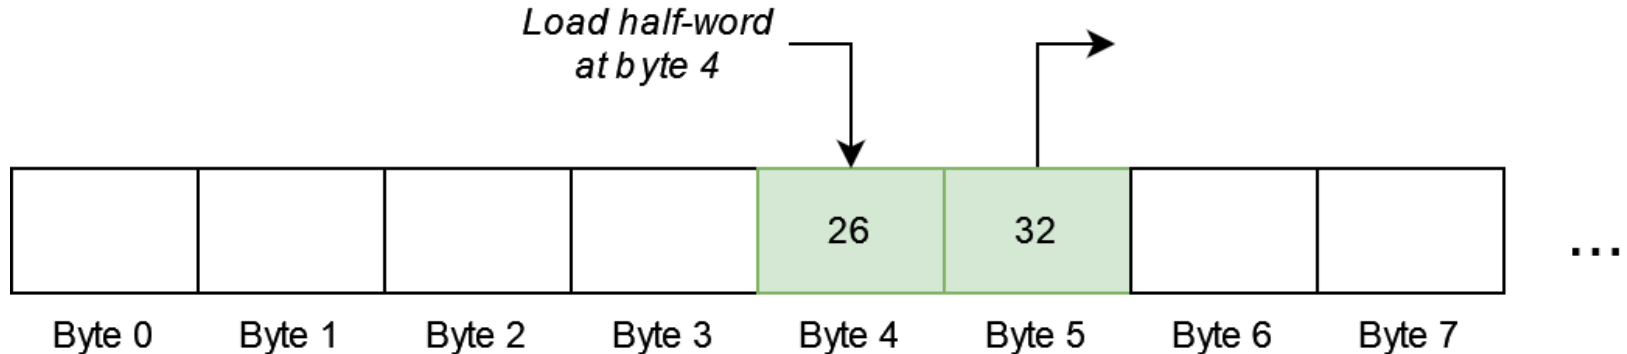 Load half-word
at byte 4
26 32
...
Byte 0 Byte 1 Byte 2 Byte 3 Byte 4 Byte 5 Byte 6 Byte 7